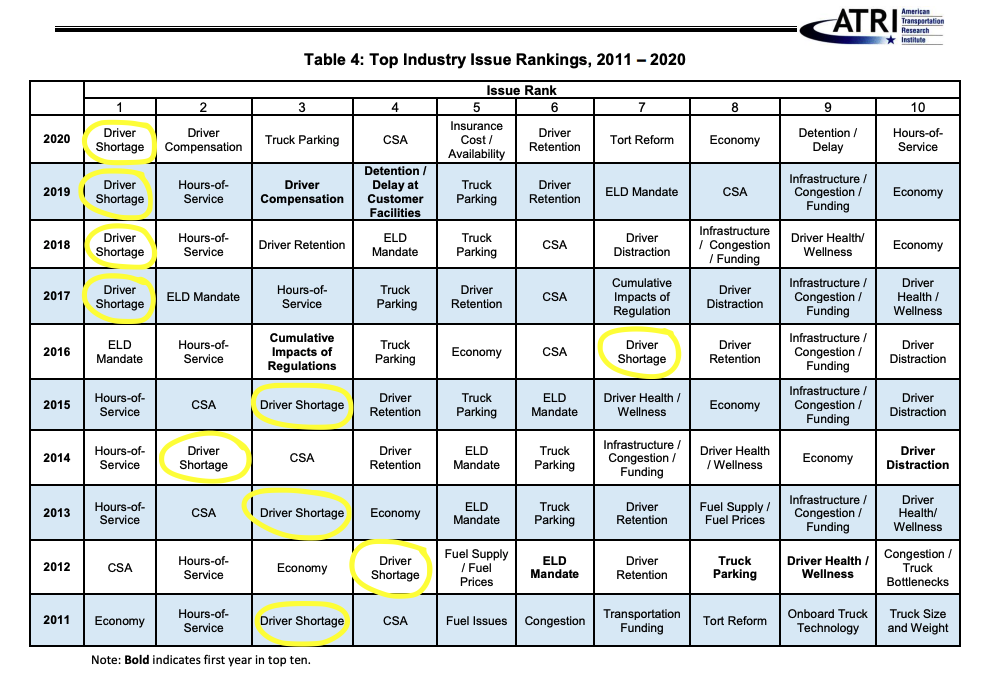 ATRI
American
Transportation
Research
Institute
Table 4: Top Industry Issue Rankings, 2011 – 2020
Issue Rank
1 2 3 4 5 6 7 8 9 10
2020
Driver
Shortage
Driver
Compensation
Truck Parking
CSA
Insurance
Cost /
Availability
Driver
Retention
Tort Reform
Economy
Detention /
Delay
Hours-of-
Service
2019
Driver
Shortage
Hours-of-
Service
Driver
Compensation
Detention /
Delay at
Customer
Facilities
Truck
Parking
Driver
Retention
ELD Mandate
CSA
Infrastructure /
Congestion /
Funding
Economy
2018
Driver
Shortage
Hours-of-
Service
Driver Retention
ELD
Mandate
Truck
Parking
CSA
Driver
Distraction
Infrastructure
/ Congestion
/ Funding
Driver Health/
Wellness
Economy
2017
Driver
Shortage
ELD Mandate
Hours-of-
Service
Truck
Parking
Driver
Retention
CSA
Cumulative
Impacts of
Regulation
Driver
Distraction
Infrastructure /
Congestion /
Funding
Driver
Health /
Wellness
2016
ELD
Mandate
Hours-of-
Service
Cumulative
Impacts of
Regulations
Truck
Parking
Economy
CSA
Driver
Shortage
Driver
Retention
Infrastructure /
Congestion /
Funding
Driver
Distraction
2015
Hours-of-
Service
CSA
Driver Shortage
Driver
Retention
Truck
Parking
ELD
Mandate
Driver Health /
Wellness
Economy
Infrastructure /
Congestion /
Funding
Driver
Distraction
2014
Hours-of-
Service
Driver
Shortage
CSA
Driver
Retention
ELD
Mandate
Truck
Parking
Infrastructure /
Congestion /
Funding
Driver Health
/ Wellness
Economy
Driver
Distraction
2013
Hours-of-
Service
CSA
Driver Shortage
Economy
ELD
Mandate
Truck
Parking
Driver
Retention
Fuel Supply /
Fuel Prices
Infrastructure /
Congestion /
Funding
Driver
Health/
Wellness
2012
CSA
Hours-of-
Service
Economy
Driver
Shortage
Fuel Supply
/ Fuel
Prices
ELD
Mandate
Driver
Retention
Truck
Parking
Driver Health /
Wellness
Congestion /
Truck
Bottlenecks
2011
Economy
Hours-of-
Service
Driver Shortage
CSA
Fuel Issues
Congestion
Transportation
Funding
Tort Reform
Onboard Truck
Technology
Truck Size
and Weight
Note: Bold indicates first year in top ten.